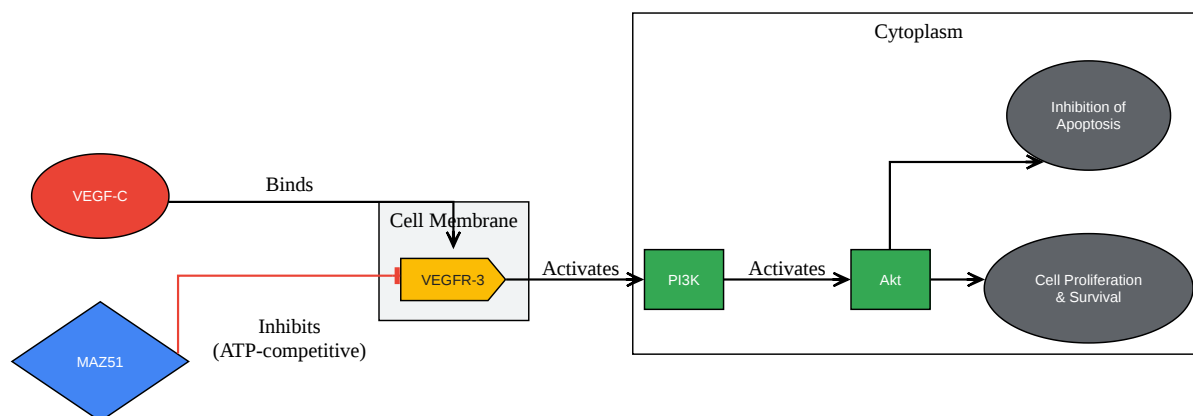 Cytoplasm
Inhibition of
Apoptosis
VEGF-C
Binds
Cell Membrane
VEGFR-3
Activates
PI3K
Activates
Akt
Cell Proliferation
& Survival
Inhibits
(ATP-competitive)
MAZ51